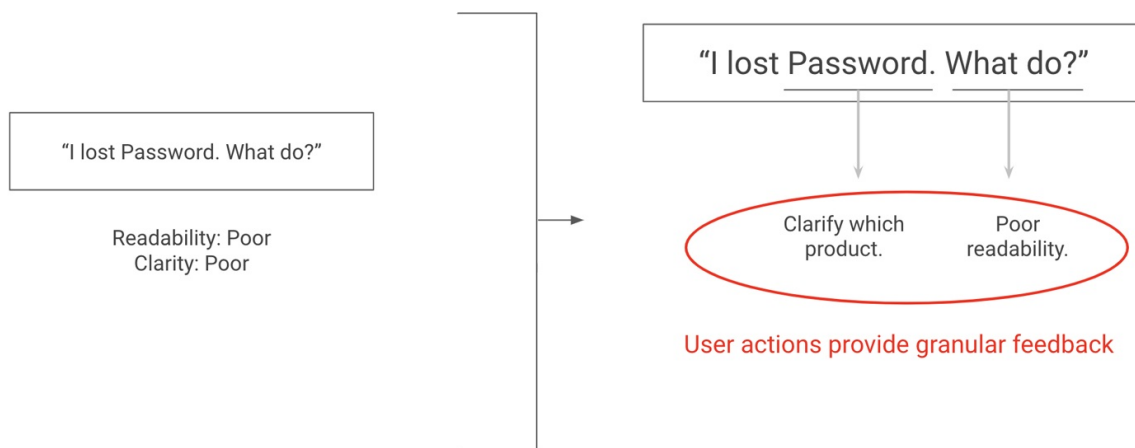 “I lost Password. What do?”
Readability: Poor
Clarity: Poor
“I lost Password. What do?”
Clarify which
product.
Poor
readability.
User actions provide granular feedback